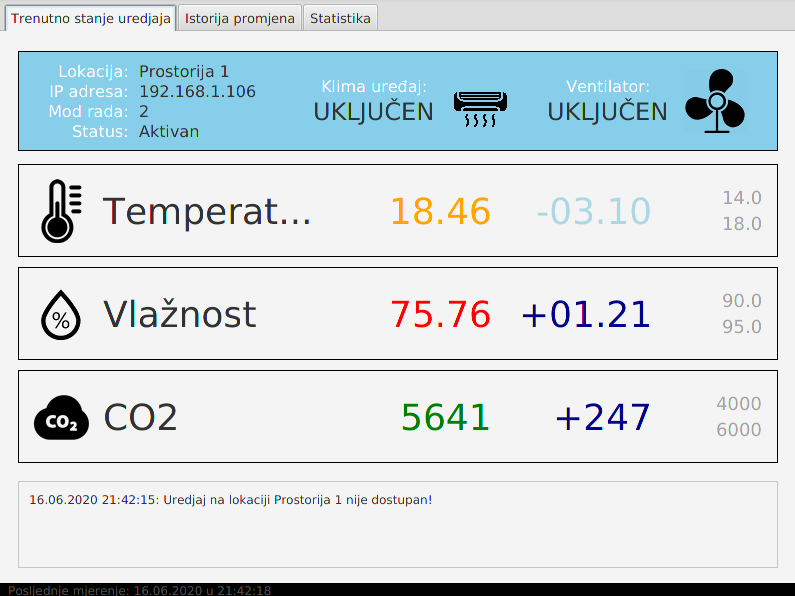 Trenutno stanje uredjaja Istorija promjena Statistika
Lokacija: Prostorija 1
IP adresa: 192.168.1.106
Mod rada: 2
Status: Aktivan
Klima uređaj:
UKLJUČEN
Ventilator:
UKLJUČEN
Temperat... 18.46 -03.10 14.0
18.0
% Vlažnost 75.76 +01.21 90.0
95.0
CO₂ CO2 5641 +247 4000
6000
16.06.2020 21:42:15: Uredjaj na lokaciji Prostorija 1 nije dostupan!
Posljednje mjerenje: 16.06.2020 u 21:42:18